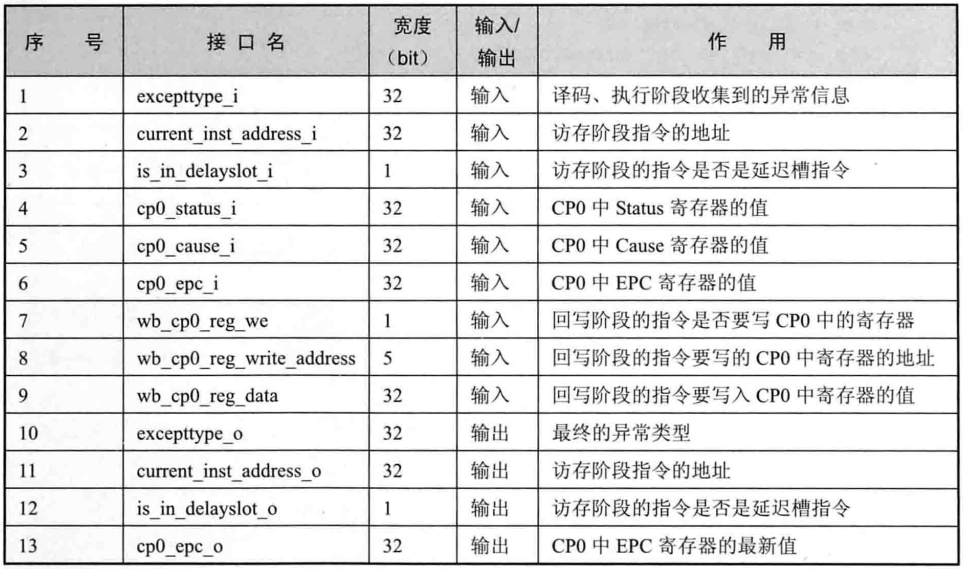 序 号 接 口 名 宽度(bit) 输入/输出 作 用
1 excepttype_i 32 输入 译码、执行阶段收集到的异常信息
2 current_inst_address_i 32 输入 访存阶段指令的地址
3 is_in_delayslot_i 1 输入 访存阶段的指令是否是延迟槽指令
4 cp0_status_i 32 输入 CP0 中 Status 寄存器的值
5 cp0_cause_i 32 输入 CP0 中 Cause 寄存器的值
6 cp0_epc_i 32 输入 CP0 中 EPC 寄存器的值
7 wb_cp0_reg_we 1 输入 回写阶段的指令是否要写 CP0 中的寄存器
8 wb_cp0_reg_write_address 5 输入 回写阶段的指令要写的 CP0 中寄存器的地址
9 wb_cp0_reg_data 32 输入 回写阶段的指令要写入 CP0 中寄存器的值
10 excepttype_o 32 输出 最终的异常类型
11 current_inst_address_o 32 输出 访存阶段指令的地址
12 is_in_delayslot_o 1 输出 访存阶段的指令是否是延迟槽指令
13 cp0_epc_o 32 输出 CP0 中 EPC 寄存器的最新值